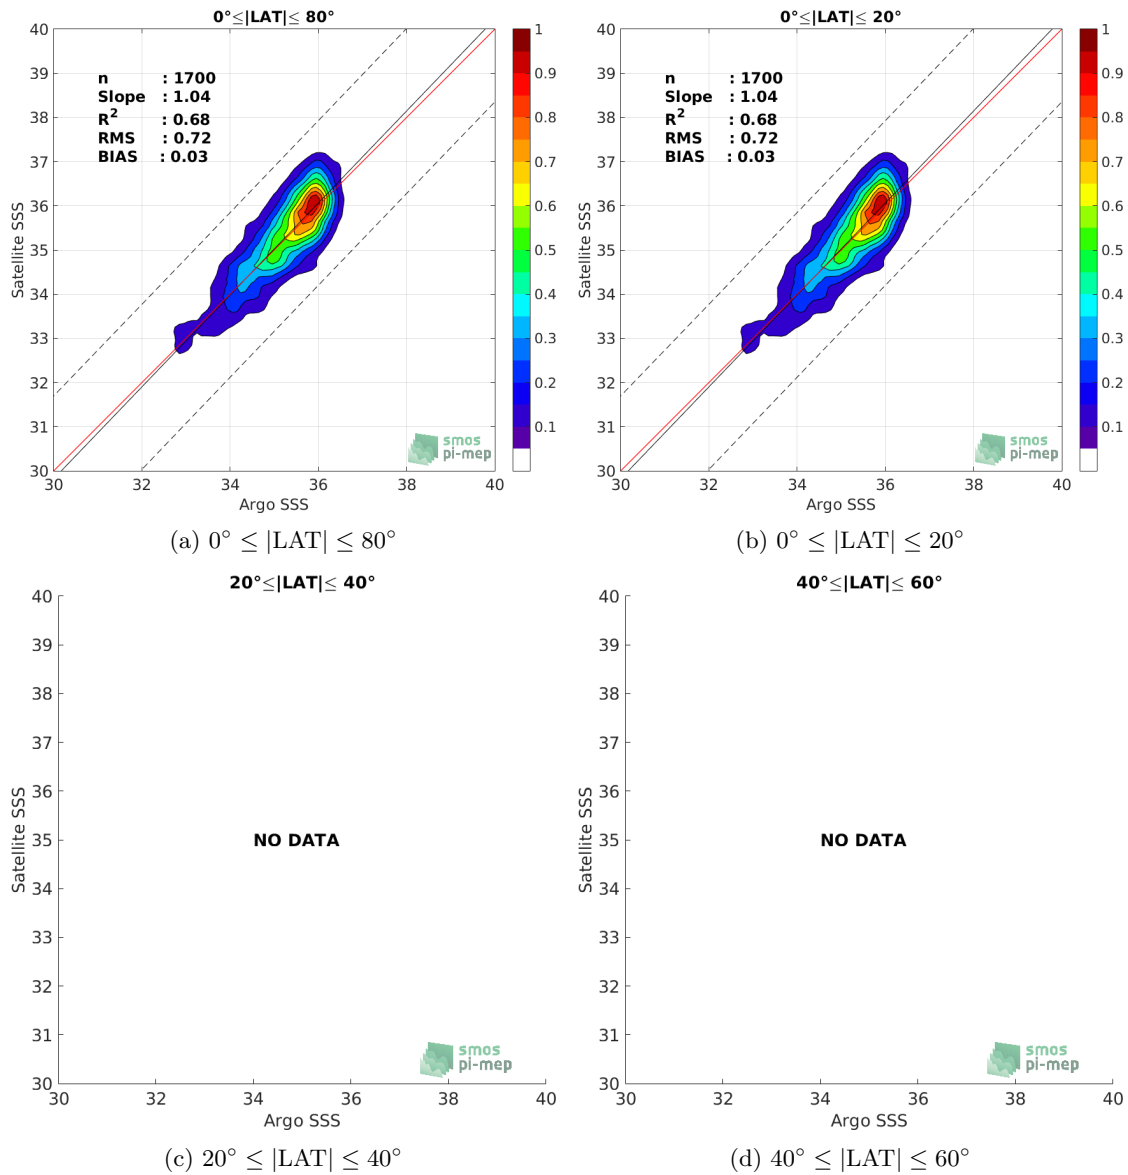 0°≤|LAT|≤ 80°
40
39
38
37
36
35
34
33
32
31
30
Satellite SSS
n : 1700
Slope : 1.04
R2 : 0.68
RMS : 0.72
BIAS : 0.03
smos
pi-mep
30 32 34 36 38 40
Argo SSS
1
0.9
0.8
0.7
0.6
0.5
0.4
0.3
0.2
0.1
(a) 0° ≤ |LAT| ≤ 80°
0°≤|LAT|≤ 20°
40
39
38
37
36
35
34
33
32
31
30
Satellite SSS
n : 1700
Slope : 1.04
R2 : 0.68
RMS : 0.72
BIAS : 0.03
smos
pi-mep
30 32 34 36 38 40
Argo SSS
1
0.9
0.8
0.7
0.6
0.5
0.4
0.3
0.2
0.1
(b) 0° ≤ |LAT| ≤ 20°
20°≤|LAT|≤ 40°
40
39
38
37
36
35
34
33
32
31
30
Satellite SSS
NO DATA
smos
pi-mep
30 32 34 36 38 40
Argo SSS
(c) 20° ≤ |LAT| ≤ 40°
40°≤|LAT|≤ 60°
40
39
38
37
36
35
34
33
32
31
30
Satellite SSS
NO DATA
smos
pi-mep
30 32 34 36 38 40
Argo SSS
(d) 40° ≤ |LAT| ≤ 60°